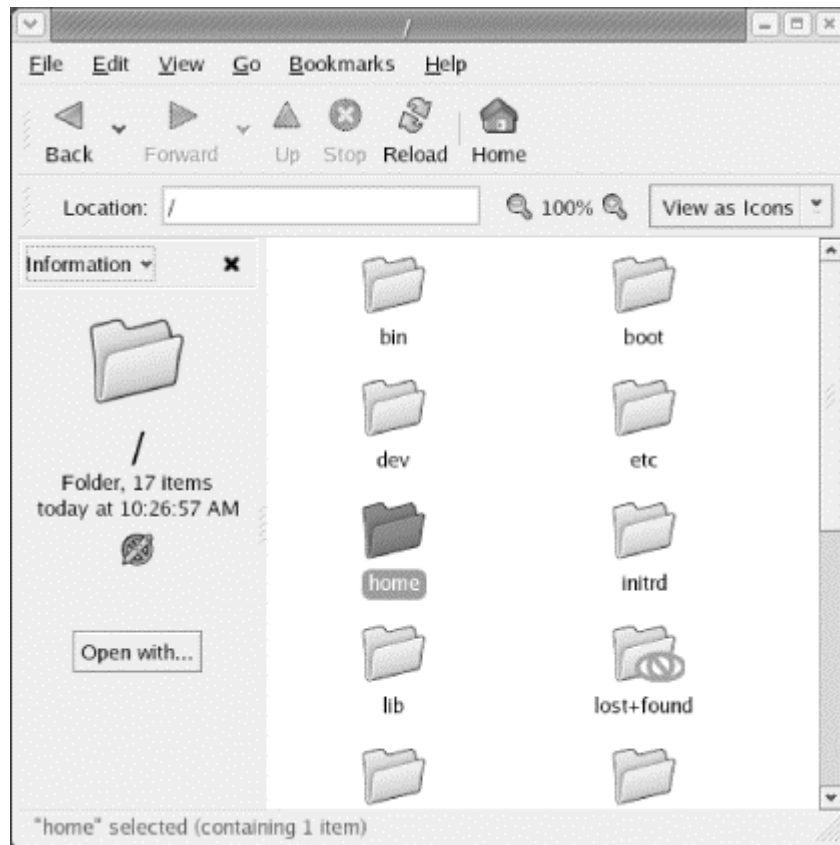 /
File Edit View Go Bookmarks Help
Back Forward Up Stop Reload Home
Location: / 100% View as Icons
Information
/
Folder, 17 items
today at 10:26:57 AM
Open with...
bin boot
dev etc
home initrd
lib lost+found
"home" selected (containing 1 item)